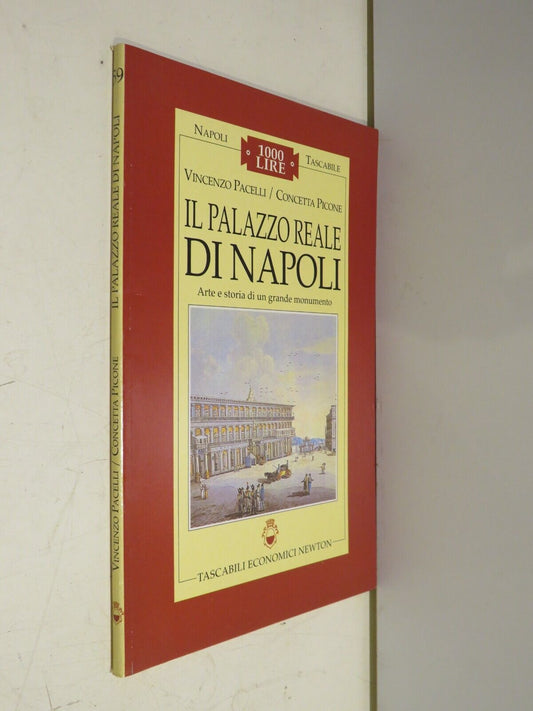 NAPOLI
1000
LIRE
TASCABILE
VINCENZO PACELLI / CONCETTA PICONE
IL PALAZZO REALE
DI NAPOLI
Arte e storia di un grande monumento
TASCABILI ECONOMICI NEWTON
VINCENZO PACELLI / CONCETTA PICONE IL PALAZZO REALE DI NAPOLI